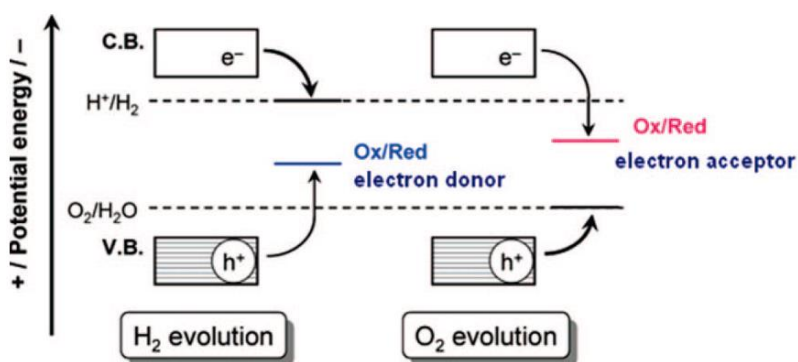 + / Potential energy / –
C.B.
e–
e–
H+/H2
Ox/Red
Ox/Red
electron donor
electron acceptor
O2/H2O
V.B.
h+
h+
H2 evolution
O2 evolution